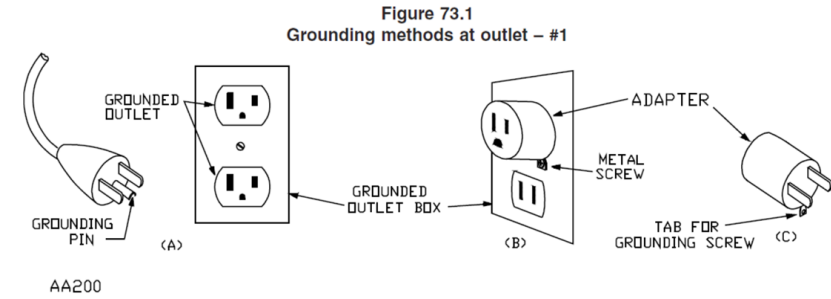 Figure 73.1
Grounding methods at outlet – #1
GROUNDED
OUTLET
GROUNDING
PIN
(A)
GROUNDED
OUTLET BOX
ADAPTER
METAL
SCREW
(B)
TAB FOR
GROUNDING SCREW
(C)
AA200